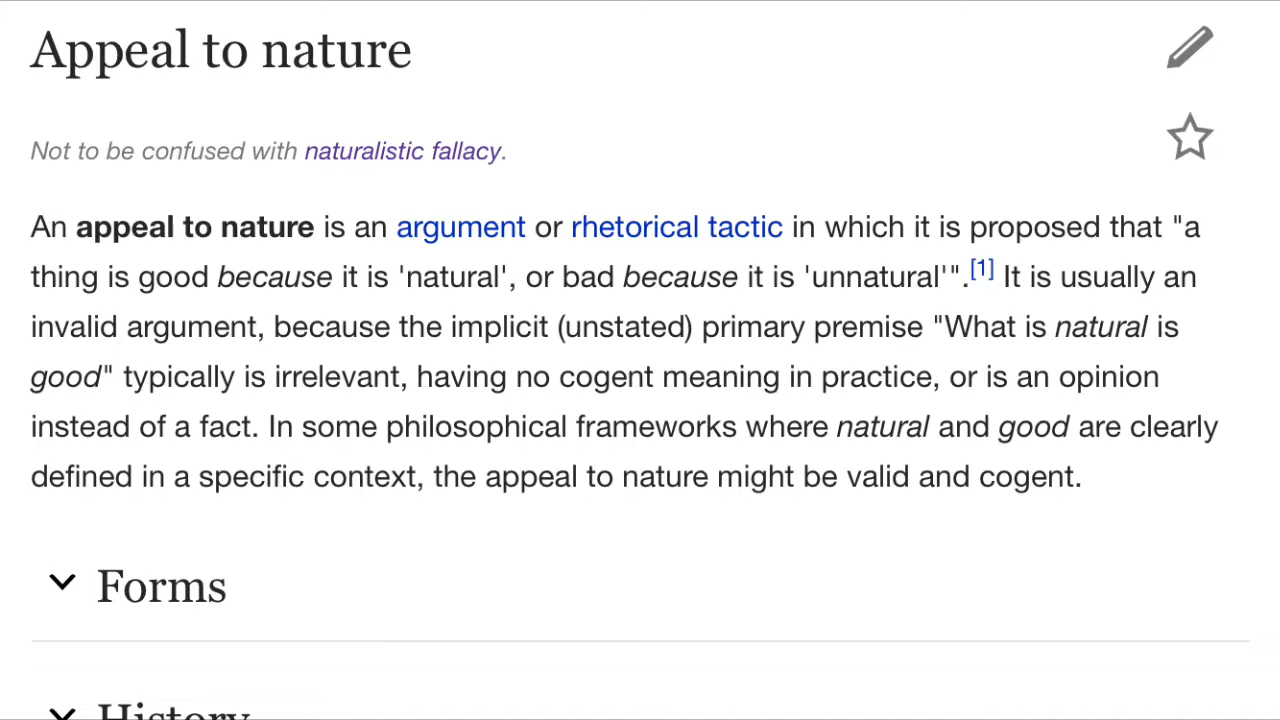 Appeal to nature
Not to be confused with naturalistic fallacy.
An appeal to nature is an argument or rhetorical tactic in which it is proposed that "a
thing is good because it is 'natural', or bad because it is 'unnatural'".[1] It is usually an
invalid argument, because the implicit (unstated) primary premise "What is natural is
good" typically is irrelevant, having no cogent meaning in practice, or is an opinion
instead of a fact. In some philosophical frameworks where natural and good are clearly
defined in a specific context, the appeal to nature might be valid and cogent.
Forms
History